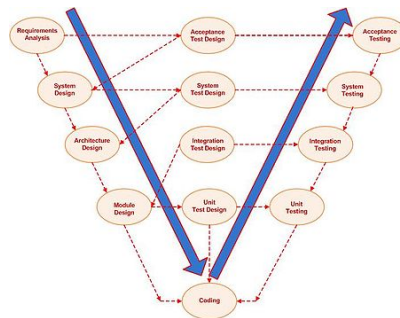 Requirements
Analysis
Acceptance
Test Design
Acceptance
Testing
System
Design
System
Test Design
System
Testing
Architecture
Design
Integration
Test Design
Integration
Testing
Module
Design
Unit
Test Design
Unit
Testing
Coding